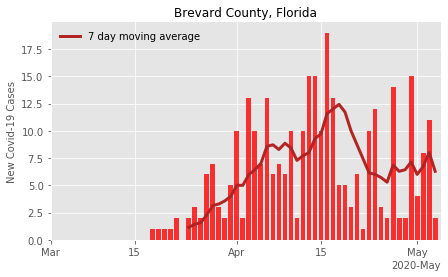 Brevard County, Florida
7 day moving average
New Covid-19 Cases
17.5
15.0
12.5
10.0
7.5
5.0
2.5
0.0
Mar
15
Apr
15
May
2020-May